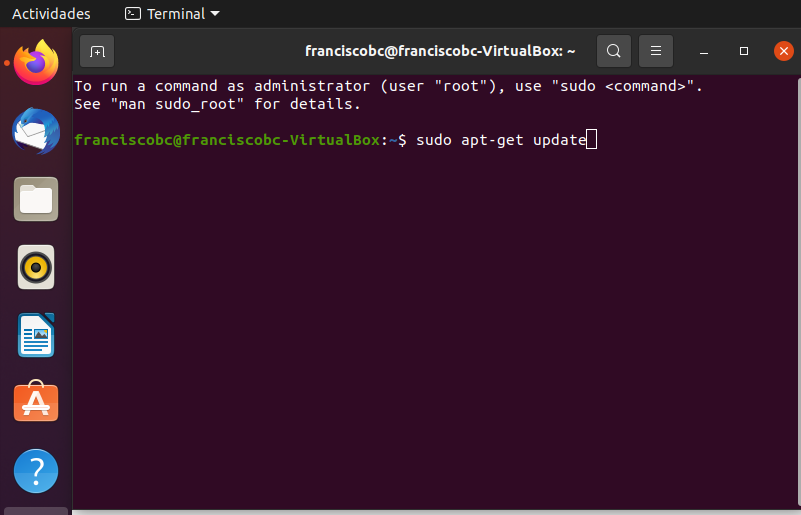 Actividades
Terminal
franciscobc@franciscobc-VirtualBox: ~
To run a command as administrator (user "root"), use "sudo <command>".
See "man sudo_root" for details.
franciscobc@franciscobc-VirtualBox:~$ sudo apt-get update